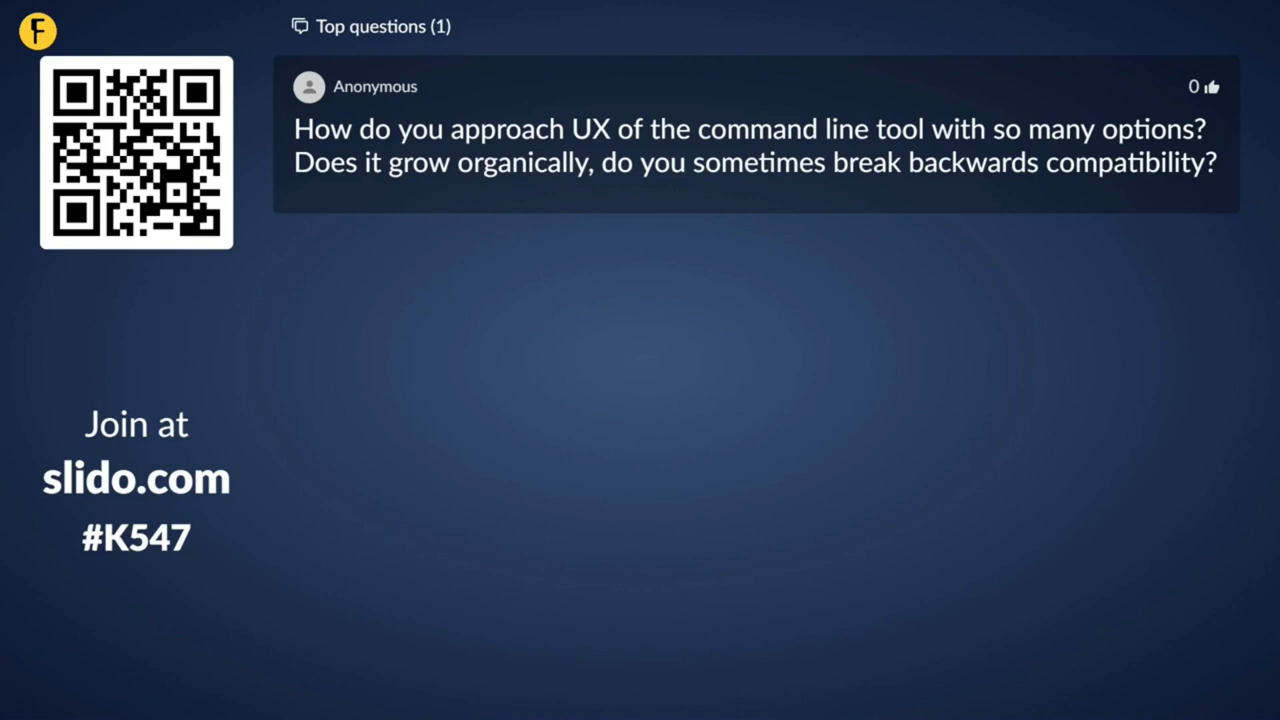 F
Top questions (1)
Anonymous
0
How do you approach UX of the command line tool with so many options?
Does it grow organically, do you sometimes break backwards compatibility?
Join at
slido.com
#K547